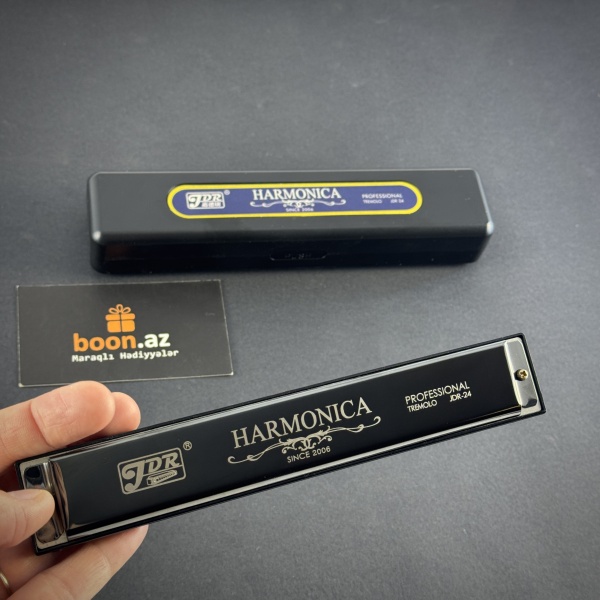 JDR ®
HARMONICA
SINCE 2006
PROFESSIONAL
TREMOLO JDR-24
boon.az
Maraqlı Hədiyyələr
JDR ®
HARMONICA
SINCE 2006
PROFESSIONAL
TREMOLO JDR-24